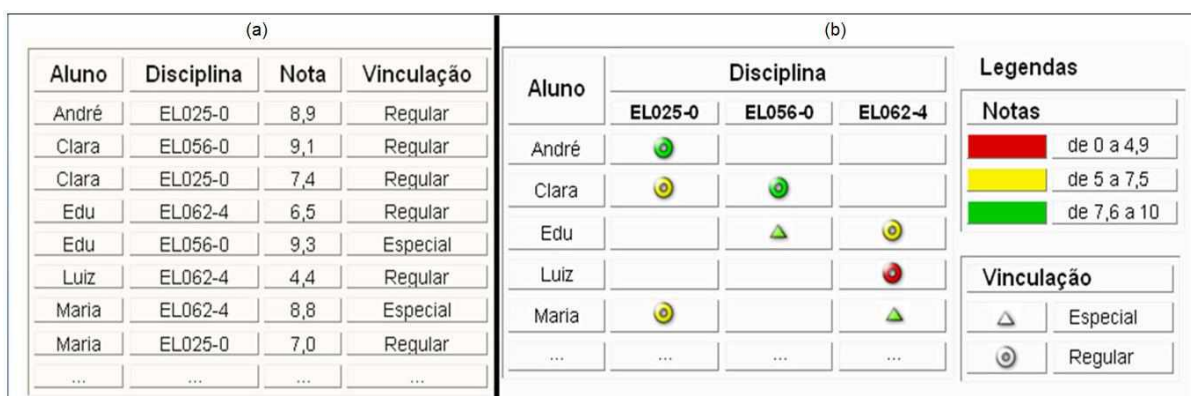 (a)
Aluno Disciplina Nota Vinculação
André EL025-0 8,9 Regular
Clara EL056-0 9,1 Regular
Clara EL025-0 7,4 Regular
Edu EL062-4 6,5 Regular
Edu EL056-0 9,3 Especial
Luiz EL062-4 4,4 Regular
Maria EL062-4 8,8 Especial
Maria EL025-0 7,0 Regular
... ... ... ...
(b)
Aluno Disciplina
EL025-0 EL056-0 EL062-4
André
Clara
Edu
Luiz
Maria
... ... ... ...
Legendas
Notas
de 0 a 4,9
de 5 a 7,5
de 7,6 a 10
Vinculação
Especial
Regular